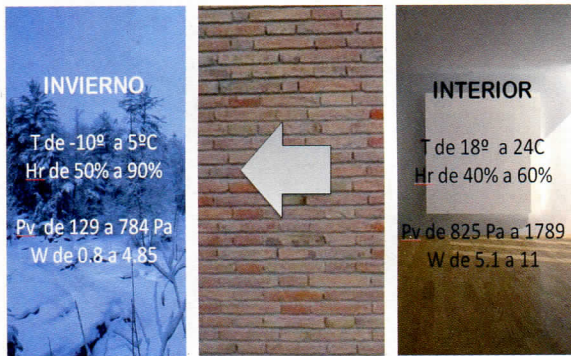 INVIERNO
T de -10º a 5ºC
Hr de 50% a 90%
Pv de 129 a 784 Pa
W de 0.8 a 4.85
INTERIOR
T de 18º a 24C
Hr de 40% a 60%
Pv de 825 Pa a 1789
W de 5.1 a 11